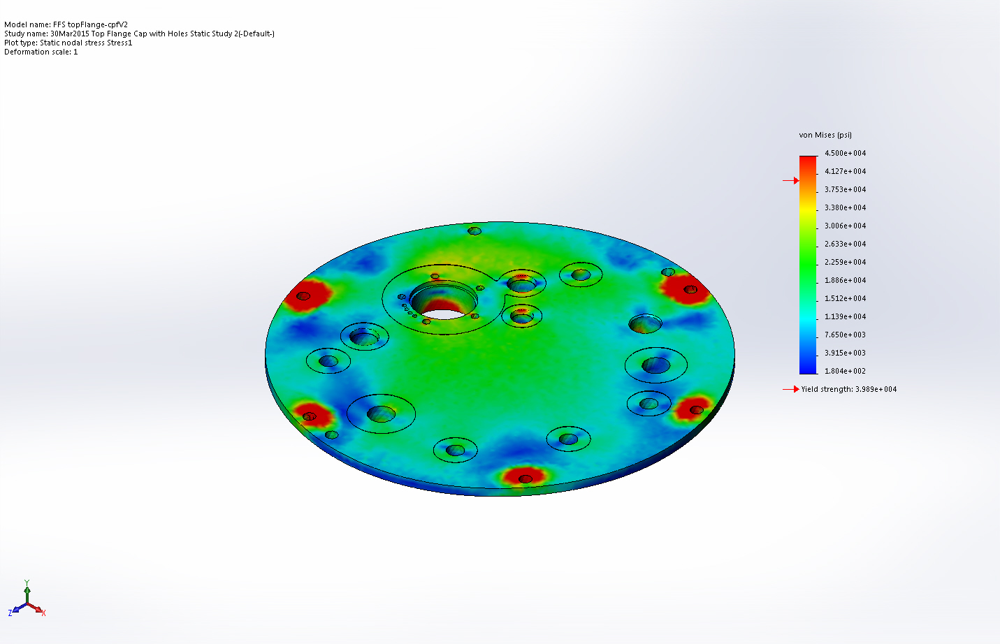 Model name: FFS topFlange-cpfV2
Study name: 30Mar2015 Top Flange Cap with Holes Static Study 2(-Default-)
Plot type: Static nodal stress Stress1
Deformation scale: 1
von Mises (psi)
4.500e+004
4.127e+004
3.753e+004
3.380e+004
3.006e+004
2.633e+004
2.259e+004
1.886e+004
1.512e+004
1.139e+004
7.650e+003
3.915e+003
1.804e+002
Yield strength: 3.989e+004
Y
Z
X